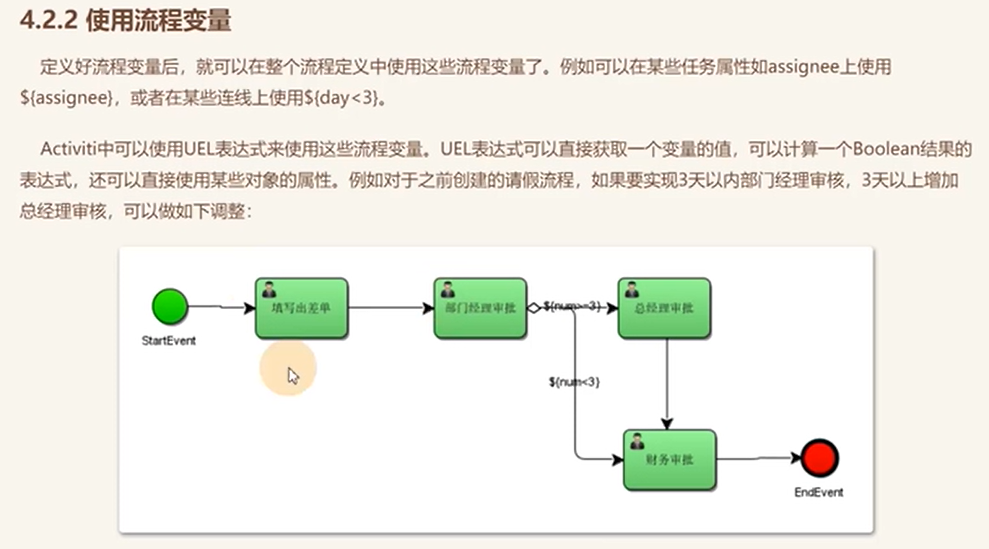 4.2.2 使用流程变量
定义好流程变量后，就可以在整个流程定义中使用这些流程变量了。例如可以在某些任务属性如assignee上使用
${assignee}，或者在某些连线上使用${day<3}。
Activiti中可以使用UEL表达式来使用这些流程变量。UEL表达式可以直接获取一个变量的值，可以计算一个Boolean结果的
表达式，还可以直接使用某些对象的属性。例如对于之前创建的请假流程，如果要实现3天以内部门经理审核，3天以上增加
总经理审核，可以做如下调整：
填写出差单
部门经理审批
${num>=3}
总经理审批
StartEvent
${num<3}
财务审批
EndEvent